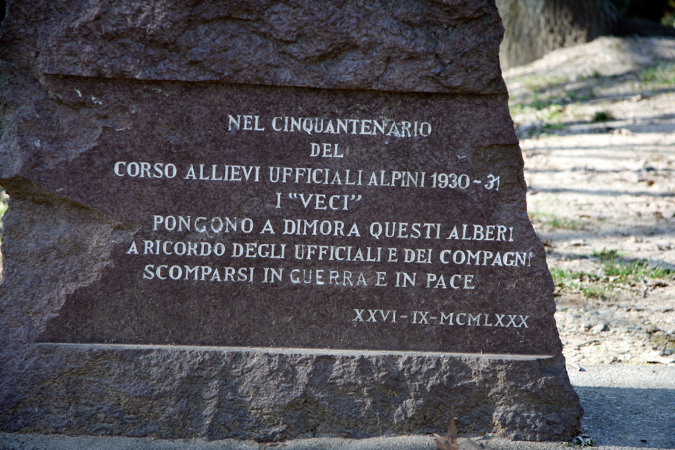 NEL CINQUANTENARIO
DEL
CORSO ALLIEVI UFFICIALI ALPINI 1930-31
I "VECI"
PONGONO A DIMORA QUESTI ALBERI
A RICORDO DEGLI UFFICIALI E DEI COMPAGNI
SCOMPARSI IN GUERRA E IN PACE
XXVI-IX-MCMLXXX